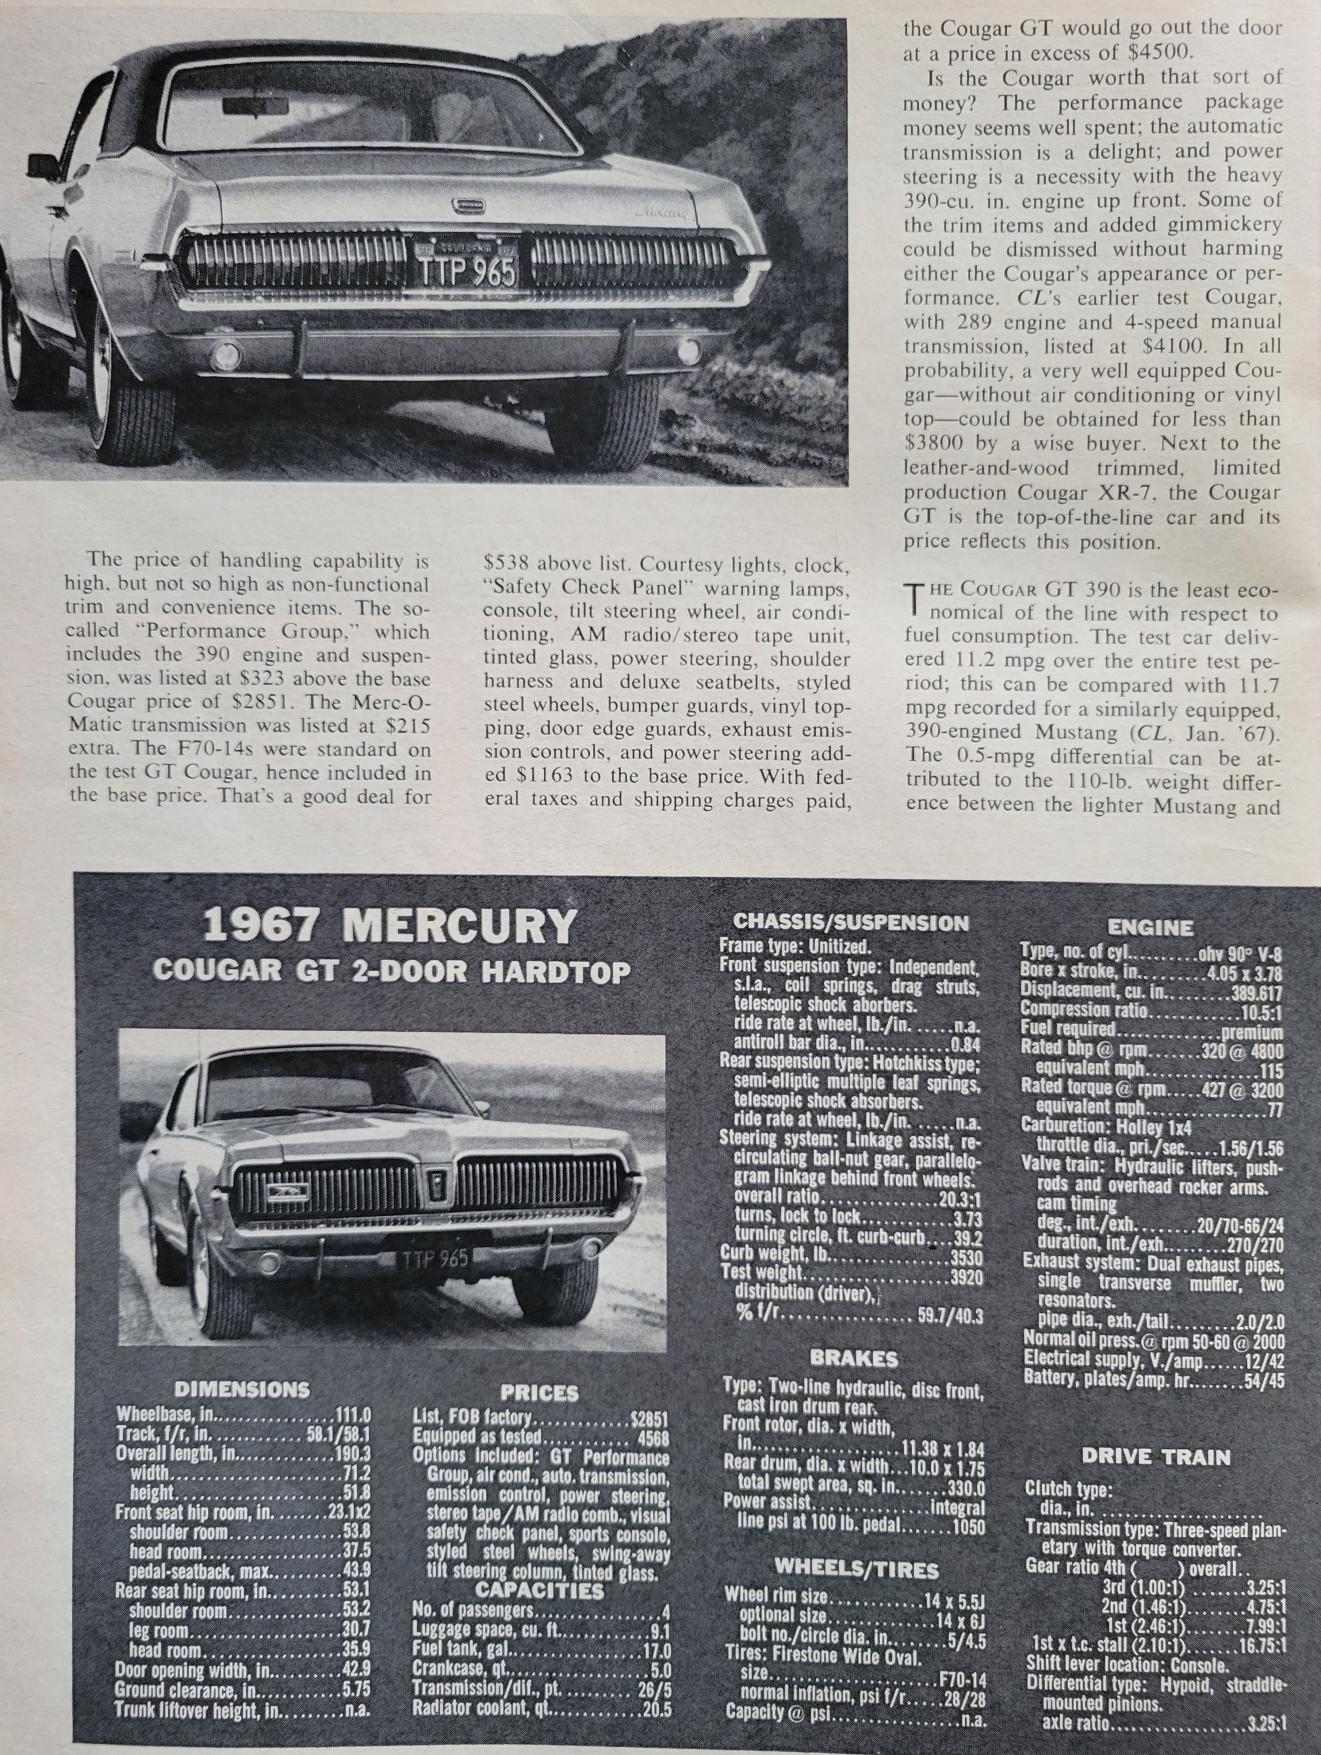 Mercury
CALIFORNIA
TTP 965
the Cougar GT would go out the door
at a price in excess of $4500.
Is the Cougar worth that sort of
money? The performance package
money seems well spent; the automatic
transmission is a delight; and power
steering is a necessity with the heavy
390-cu. in. engine up front. Some of
the trim items and added gimmickery
could be dismissed without harming
either the Cougar's appearance or per-
formance. CL's earlier test Cougar,
with 289 engine and 4-speed manual
transmission, listed at $4100. In all
probability, a very well equipped Cou-
gar—without air conditioning or vinyl
top—could be obtained for less than
$3800 by a wise buyer. Next to the
leather-and-wood trimmed, limited
production Cougar XR-7, the Cougar
GT is the top-of-the-line car and its
price reflects this position.
The price of handling capability is
high, but not so high as non-functional
trim and convenience items. The so-
called "Performance Group," which
includes the 390 engine and suspen-
sion, was listed at $323 above the base
Cougar price of $2851. The Merc-O-
Matic transmission was listed at $215
extra. The F70-14s were standard on
the test GT Cougar, hence included in
the base price. That's a good deal for
$538 above list. Courtesy lights, clock,
"Safety Check Panel" warning lamps,
console, tilt steering wheel, air condi-
tioning, AM radio/stereo tape unit,
tinted glass, power steering, shoulder
harness and deluxe seatbelts, styled
steel wheels, bumper guards, vinyl top-
ping, door edge guards, exhaust emis-
sion controls, and power steering add-
ed $1163 to the base price. With fed-
eral taxes and shipping charges paid,
THE COUGAR GT 390 is the least eco-
nomical of the line with respect to
fuel consumption. The test car deliv-
ered 11.2 mpg over the entire test pe-
riod; this can be compared with 11.7
mpg recorded for a similarly equipped,
390-engined Mustang (CL, Jan. '67).
The 0.5-mpg differential can be at-
tributed to the 110-lb. weight differ-
ence between the lighter Mustang and
1967 MERCURY
COUGAR GT 2-DOOR HARDTOP
TTP 965
DIMENSIONS
Wheelbase, in.................111.0
Track, f/r, in. ............ 58.1/58.1
Overall length, in..............190.3
width.......................71.2
height.......................51.8
Front seat hip room, in. ........23.1x2
shoulder room................53.8
head room....................37.5
pedal-seatback, max...........43.9
Rear seat hip room, in...........53.1
shoulder room................53.2
leg room.....................30.7
head room....................35.9
Door opening width, in...........42.9
Ground clearance, in.............5.75
Trunk liftover height, in.........n.a.
PRICES
List, FOB factory.............$2851
Equipped as tested............ 4568
Options included: GT Performance
Group, air cond., auto. transmission,
emission control, power steering,
stereo tape/AM radio comb., visual
safety check panel, sports console,
styled steel wheels, swing-away
tilt steering column, tinted glass.
CAPACITIES
No. of passengers................4
Luggage space, cu. ft............9.1
Fuel tank, gal..................17.0
Crankcase, qt...................5.0
Transmission/dif., pt. .......... 26/5
Radiator coolant, qt............20.5
CHASSIS/SUSPENSION
Frame type: Unitized.
Front suspension type: Independent,
s.l.a., coil springs, drag struts,
telescopic shock aborbers.
ride rate at wheel, lb./in. ......n.a.
antiroll bar dia., in............0.84
Rear suspension type: Hotchkiss type;
semi-elliptic multiple leaf springs,
telescopic shock absorbers.
ride rate at wheel, lb./in. ......n.a.
Steering system: Linkage assist, re-
circulating ball-nut gear, parallelo-
gram linkage behind front wheels.
overall ratio................20.3:1
turns, lock to lock.............3.73
turning circle, ft. curb-curb....39.2
Curb weight, lb.................3530
Test weight.....................3920
distribution (driver),
% f/r................. 59.7/40.3
BRAKES
Type: Two-line hydraulic, disc front,
cast iron drum rear.
Front rotor, dia. x width,
in....................11.38 x 1.84
Rear drum, dia. x width...10.0 x 1.75
total swept area, sq. in.......330.0
Power assist................integral
line psi at 100 lb. pedal.......1050
WHEELS/TIRES
Wheel rim size.............14 x 5.5J
optional size...............14 x 6J
bolt no./circle dia. in........5/4.5
Tires: Firestone Wide Oval.
size......................F70-14
normal inflation, psi f/r.....28/28
Capacity @ psi..................n.a.
ENGINE
Type, no. of cyl..........ohv 90° V-8
Bore x stroke, in.........4.05 x 3.78
Displacement, cu. in.........389.617
Compression ratio..............10.5:1
Fuel required..............premium
Rated bhp @ rpm.......320 @ 4800
equivalent mph................115
Rated torque @ rpm.....427 @ 3200
equivalent mph.................77
Carburetion: Holley 1x4
throttle dia., pri./sec.....1.56/1.56
Valve train: Hydraulic lifters, push-
rods and overhead rocker arms.
cam timing
deg., int./exh.........20/70-66/24
duration, int./exh.........270/270
Exhaust system: Dual exhaust pipes,
single transverse muffler, two
resonators.
pipe dia., exh./tail..........2.0/2.0
Normal oil press. @ rpm 50-60 @ 2000
Electrical supply, V./amp......12/42
Battery, plates/amp. hr........54/45
DRIVE TRAIN
Clutch type:
dia., in. ......................
Transmission type: Three-speed plan-
etary with torque converter.
Gear ratio 4th ( ) overall..
3rd (1.00:1) .......3.25:1
2nd (1.46:1)........4.75:1
1st (2.46:1)........7.99:1
1st x t.c. stall (2.10:1).......16.75:1
Shift lever location: Console.
Differential type: Hypoid, straddle-
mounted pinions.
axle ratio...................3.25:1